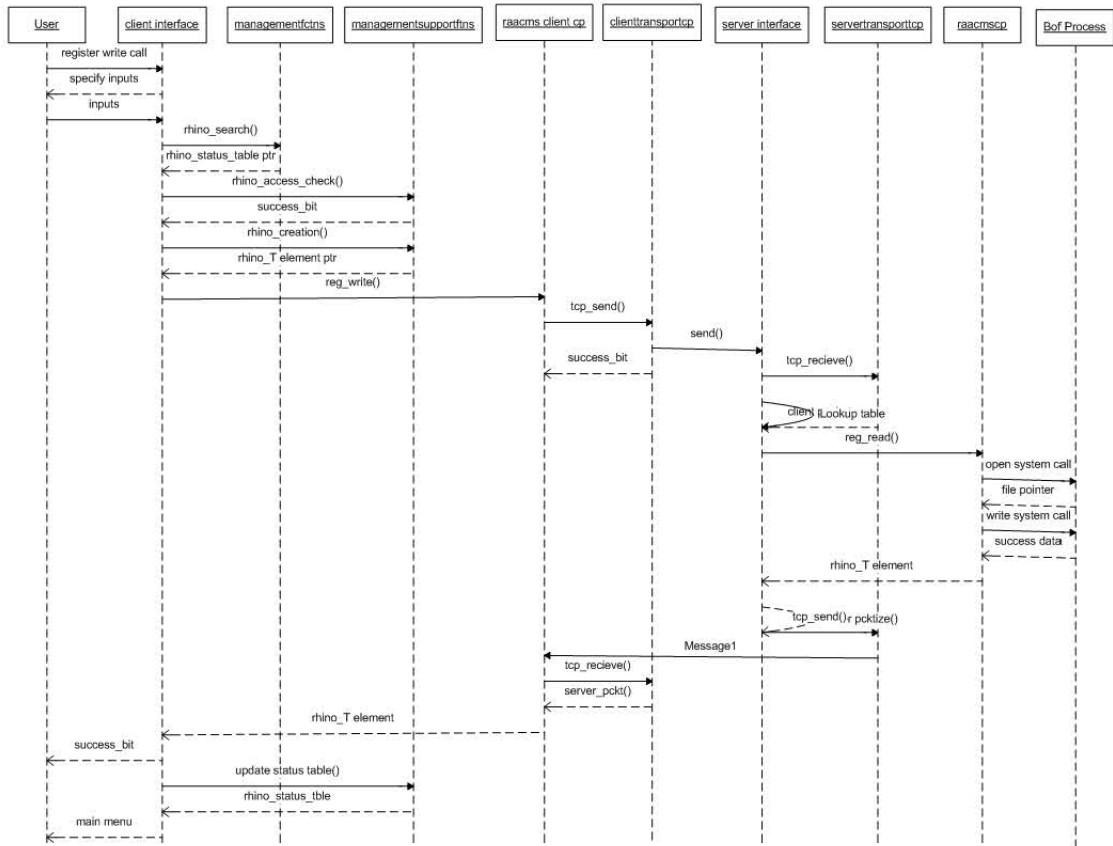 User
client interface
managementfctns
managementsupportftns
raacms client cp
clienttransportcp
server interface
servertransporttcp
raacmscp
Bof Process
register write call
specify inputs
inputs
rhino_search()
rhino_status_table ptr
rhino_access_check()
success_bit
rhino_creation()
rhino_T element ptr
reg_write()
tcp_send()
send()
success_bit
tcp_recieve()
client Lookup table
reg_read()
open system call
file pointer
write system call
success data
rhino_T element
tcp_send() r pcktize()
Message1
tcp_recieve()
server_pckt()
rhino_T element
success_bit
update status table()
rhino_status_tble
main menu